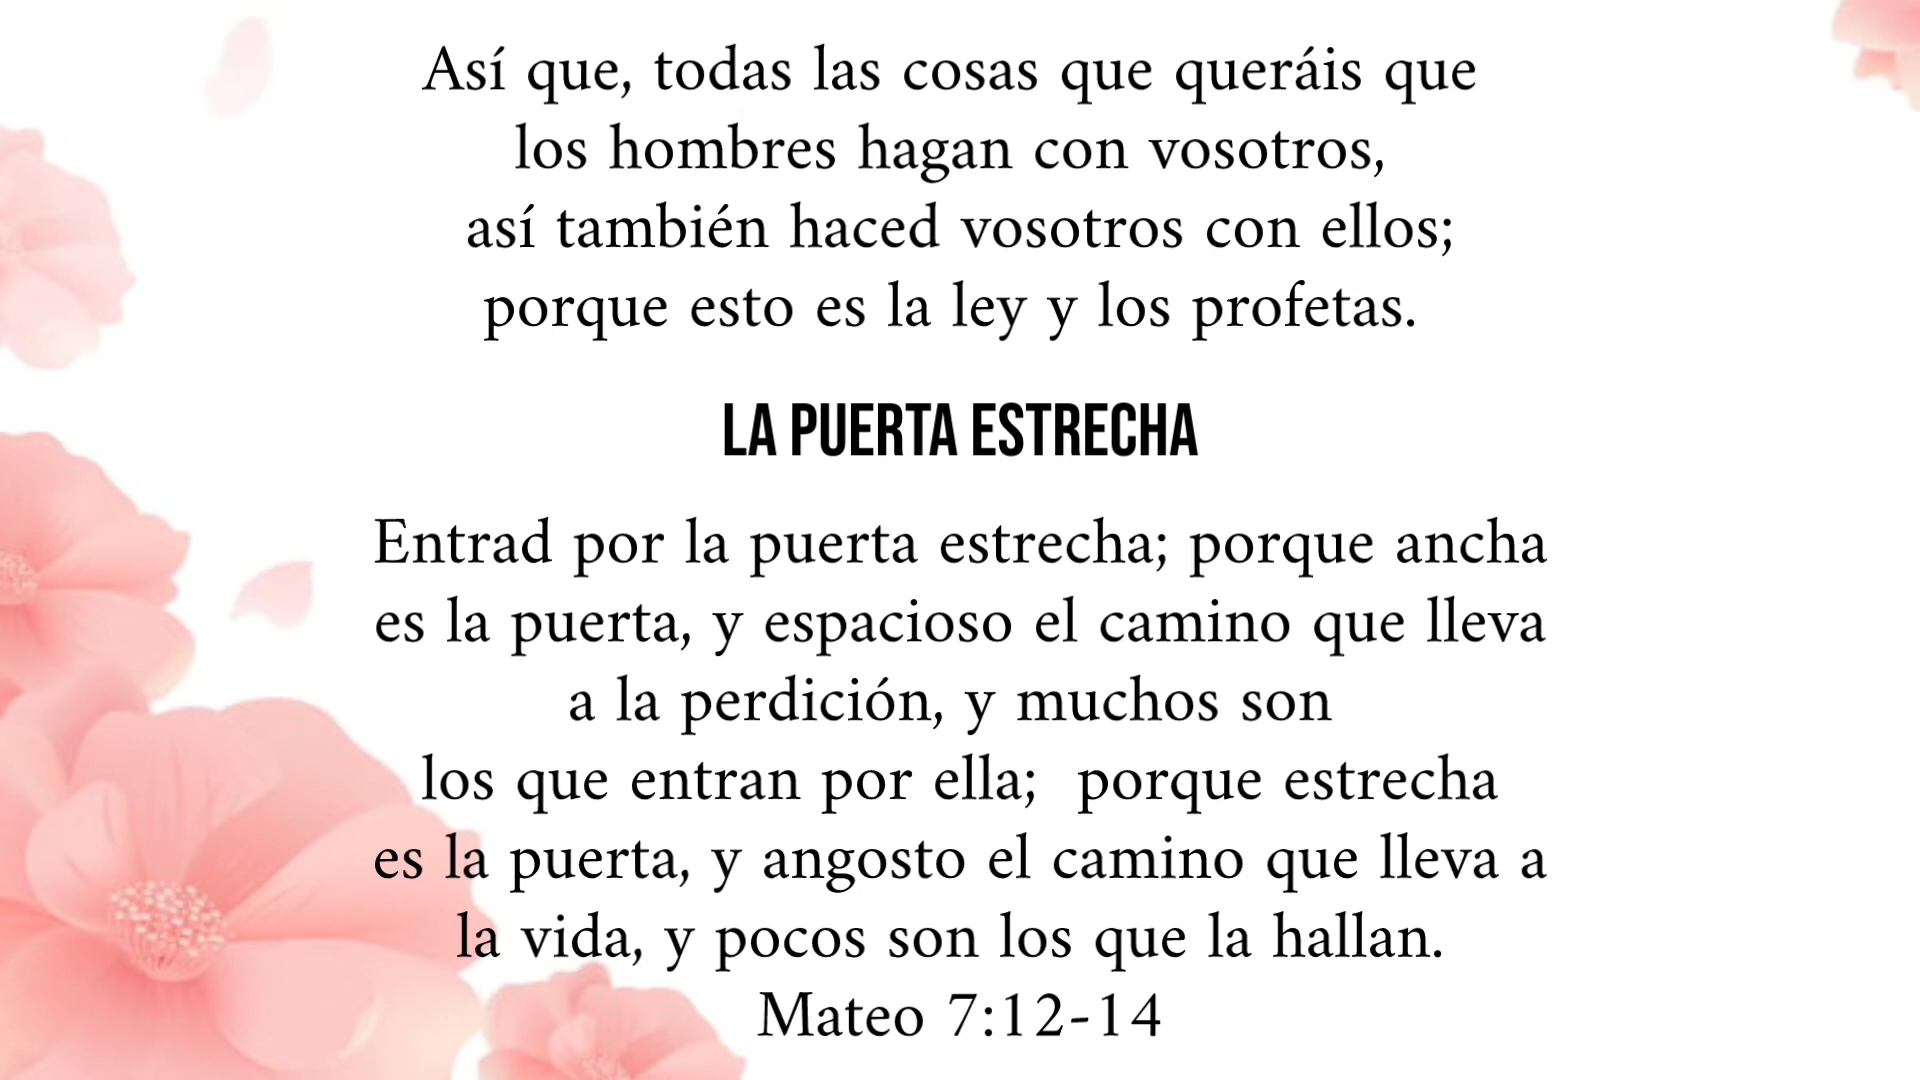 Así que, todas las cosas que queráis que
los hombres hagan con vosotros,
así también haced vosotros con ellos;
porque esto es la ley y los profetas.
LA PUERTA ESTRECHA
Entrad por la puerta estrecha; porque ancha
es la puerta, y espacioso el camino que lleva
a la perdición, y muchos son
los que entran por ella;  porque estrecha
es la puerta, y angosto el camino que lleva a
la vida, y pocos son los que la hallan.
Mateo 7:12-14